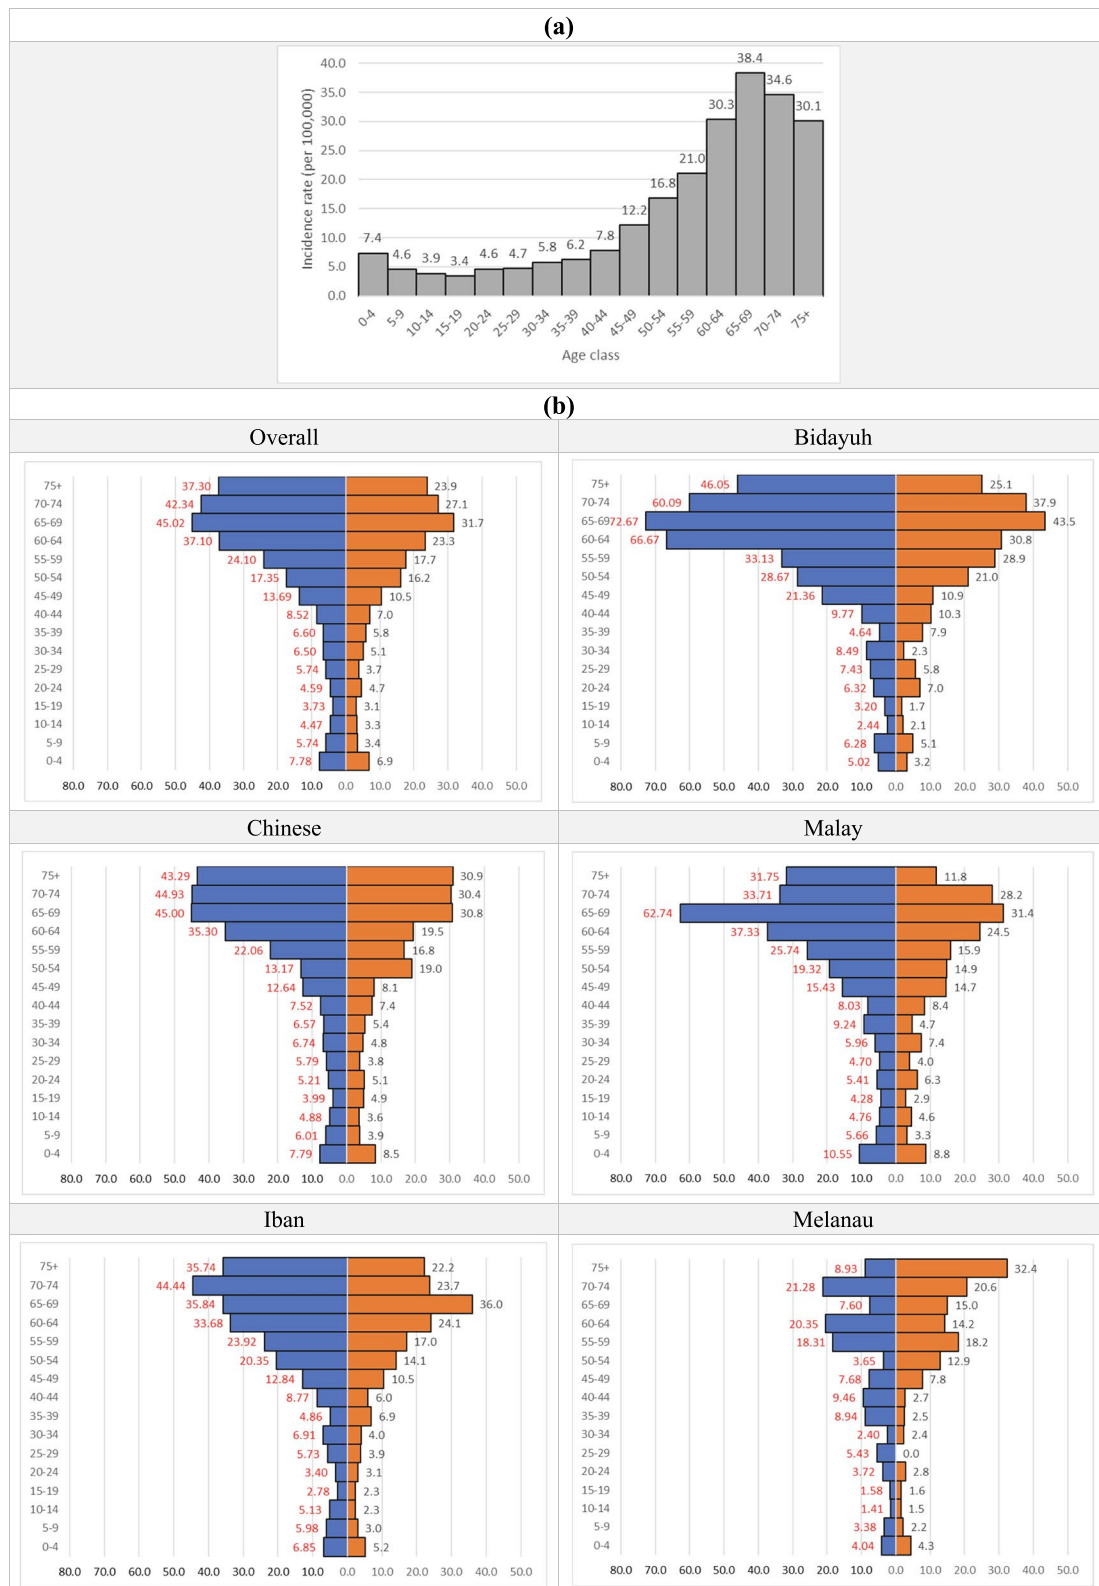 (a)
40.0
35.0
30.0
25.0
20.0
15.0
10.0
5.0
0.0
Incidence rate (per 100,000)
7.4 4.6 3.9 3.4 4.6 4.7 5.8 6.2 7.8 12.2 16.8 21.0 30.3 38.4 34.6 30.1
0-4 5-9 10-14 15-19 20-24 25-29 30-34 35-39 40-44 45-49 50-54 55-59 60-64 65-69 70-74 75+
Age class
(b)
Overall
75+ 37.30 23.9
70-74 42.34 27.1
65-69 45.02 31.7
60-64 37.10 23.3
55-59 24.10 17.7
50-54 17.35 16.2
45-49 13.69 10.5
40-44 8.52 7.0
35-39 6.60 5.8
30-34 6.50 5.1
25-29 5.74 3.7
20-24 4.59 4.7
15-19 3.73 3.1
10-14 4.47 3.3
5-9 5.74 3.4
0-4 7.78 6.9
80.0 70.0 60.0 50.0 40.0 30.0 20.0 10.0 0.0 10.0 20.0 30.0 40.0 50.0
Bidayuh
75+ 46.05 25.1
70-74 60.09 37.9
65-69 72.67 43.5
60-64 66.67 30.8
55-59 33.13 28.9
50-54 28.67 21.0
45-49 21.36 10.9
40-44 9.77 10.3
35-39 4.64 7.9
30-34 8.49 2.3
25-29 7.43 5.8
20-24 6.32 7.0
15-19 3.20 1.7
10-14 2.44 2.1
5-9 6.28 5.1
0-4 5.02 3.2
80.0 70.0 60.0 50.0 40.0 30.0 20.0 10.0 0.0 10.0 20.0 30.0 40.0 50.0
Chinese
75+ 43.29 30.9
70-74 44.93 30.4
65-69 45.00 30.8
60-64 35.30 19.5
55-59 22.06 16.8
50-54 13.17 19.0
45-49 12.64 8.1
40-44 7.52 7.4
35-39 6.57 5.4
30-34 6.74 4.8
25-29 5.79 3.8
20-24 5.21 5.1
15-19 3.99 4.9
10-14 4.88 3.6
5-9 6.01 3.9
0-4 7.79 8.5
80.0 70.0 60.0 50.0 40.0 30.0 20.0 10.0 0.0 10.0 20.0 30.0 40.0 50.0
Malay
75+ 31.75 11.8
70-74 33.71 28.2
65-69 62.74 31.4
60-64 37.33 24.5
55-59 25.74 15.9
50-54 19.32 14.9
45-49 15.43 14.7
40-44 8.03 8.4
35-39 9.24 4.7
30-34 5.96 7.4
25-29 4.70 4.0
20-24 5.41 6.3
15-19 4.28 2.9
10-14 4.76 4.6
5-9 5.66 3.3
0-4 10.55 8.8
80.0 70.0 60.0 50.0 40.0 30.0 20.0 10.0 0.0 10.0 20.0 30.0 40.0 50.0
Iban
75+ 35.74 22.2
70-74 44.44 23.7
65-69 35.84 36.0
60-64 33.68 24.1
55-59 23.92 17.0
50-54 20.35 14.1
45-49 12.84 10.5
40-44 8.77 6.0
35-39 4.86 6.9
30-34 6.91 4.0
25-29 5.73 3.9
20-24 3.40 3.1
15-19 2.78 2.3
10-14 5.13 2.3
5-9 5.98 3.0
0-4 6.85 5.2
80.0 70.0 60.0 50.0 40.0 30.0 20.0 10.0 0.0 10.0 20.0 30.0 40.0 50.0
Melanau
75+ 8.93 32.4
70-74 21.28 20.6
65-69 7.60 15.0
60-64 20.35 14.2
55-59 18.31 18.2
50-54 3.65 12.9
45-49 7.68 7.8
40-44 9.46 2.7
35-39 8.94 2.5
30-34 2.40 2.4
25-29 5.43 0.0
20-24 3.72 2.8
15-19 1.58 1.6
10-14 1.41 1.5
5-9 3.38 2.2
0-4 4.04 4.3
80.0 70.0 60.0 50.0 40.0 30.0 20.0 10.0 0.0 10.0 20.0 30.0 40.0 50.0